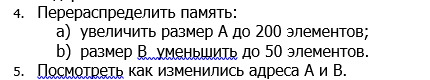 4. Перераспределить память:
a) увеличить размер А до 200 элементов;
b) размер В уменьшить до 50 элементов.
5. Посмотреть как изменились адреса А и В.